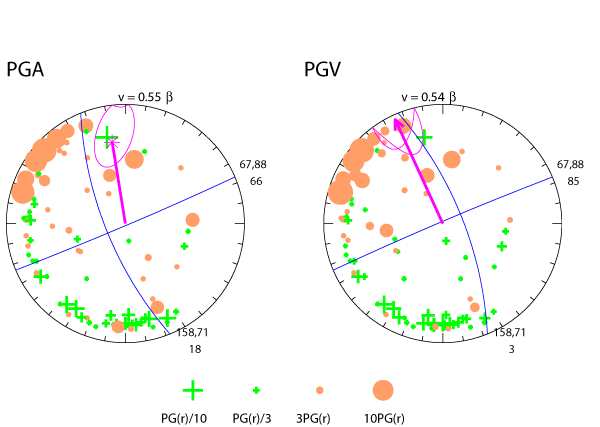 PGA
PGV
v = 0.55 β
v = 0.54 β
67,88
66
67,88
85
158,71
18
158,71
3
PG(r)/10
PG(r)/3
3PG(r)
10PG(r)